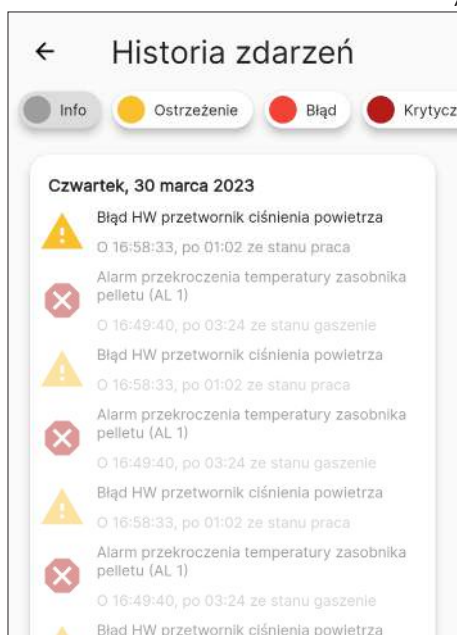 Historia zdarzeń
Info
Ostrzeżenie
Błąd
Krytycz
Czwartek, 30 marca 2023
Błąd HW przetwornik ciśnienia powietrza
O 16:58:33, po 01:02 ze stanu praca
Alarm przekroczenia temperatury zasobnika
pelletu (AL 1)
O 16:49:40, po 03:24 ze stanu gaszenie
Błąd HW przetwornik ciśnienia powietrza
O 16:58:33, po 01:02 ze stanu praca
Alarm przekroczenia temperatury zasobnika
pelletu (AL 1)
O 16:49:40, po 03:24 ze stanu gaszenie
Błąd HW przetwornik ciśnienia powietrza
O 16:58:33, po 01:02 ze stanu praca
Alarm przekroczenia temperatury zasobnika
pelletu (AL 1)
O 16:49:40, po 03:24 ze stanu gaszenie
Błąd HW przetwornik ciśnienia powietrza